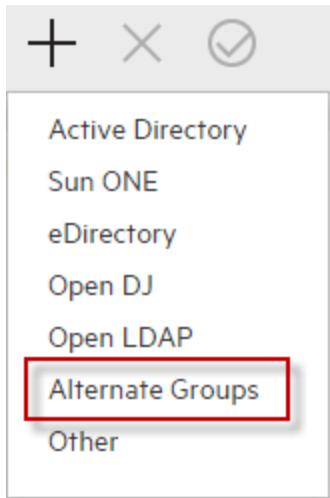 Active Directory
Sun ONE
eDirectory
Open DJ
Open LDAP
Alternate Groups
Other